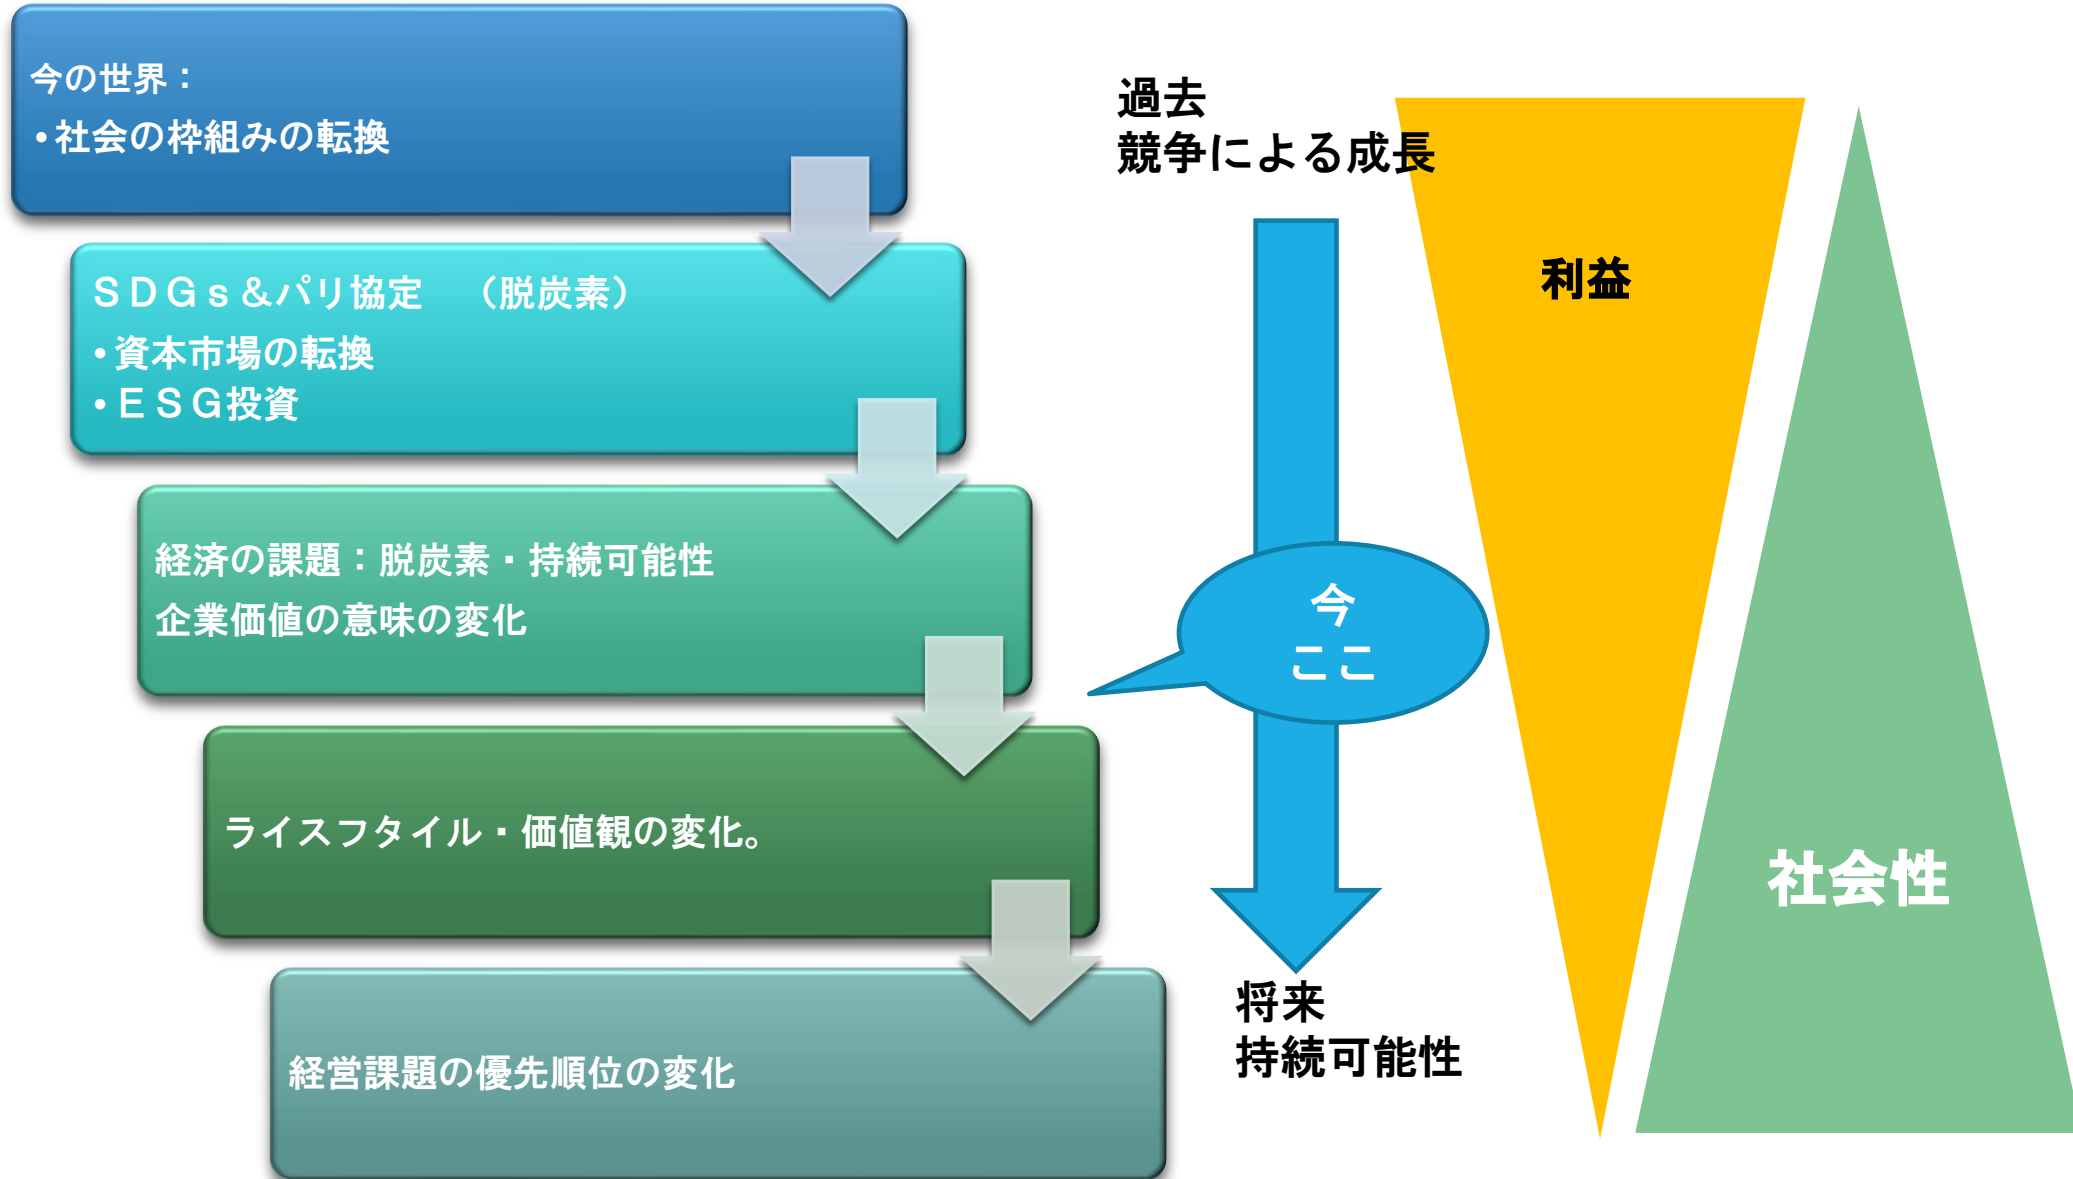 今の世界：
•社会の枠組みの転換
ＳＤＧｓ＆パリ協定　（脱炭素）
•資本市場の転換
•ＥＳＧ投資
経済の課題：脱炭素・持続可能性
企業価値の意味の変化
ライスフタイル・価値観の変化。
経営課題の優先順位の変化
過去
競争による成長
今
ここ
将来
持続可能性
利益
社会性